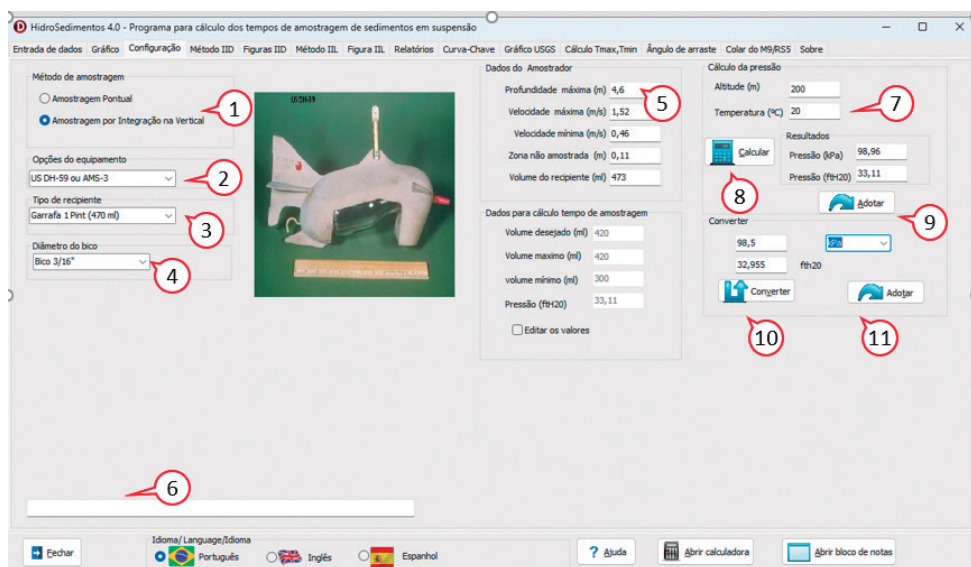 HidroSedimentos 4.0 - Programa para cálculo dos tempos de amostragem de sedimentos em suspensão
Entrada de dados Gráfico Configuração Método IID Figuras IID Método IIL Figura IIL Relatórios Curva-Chave Gráfico USGS Cálculo Tmax,Tmin Ângulo de arraste Colar do M9/RS5 Sobre
Método de amostragem
Amostragem Pontual
Amostragem por Integração na Vertical
1
Opções do equipamento
US DH-59 ou AMS-3
2
Tipo de recipiente
Garrafa 1 Pint (470 ml)
3
Diâmetro do bico
Bico 3/16"
4
US DH-59
Dados do Amostrador
Profundidade máxima (m) 4,6
5
Velocidade máxima (m/s) 1,52
Velocidade mínima (m/s) 0,46
Zona não amostrada (m) 0,11
Volume do recipiente (ml) 473
Dados para cálculo tempo de amostragem
Volume desejado (ml) 420
Volume maximo (ml) 420
volume mínimo (ml) 300
Pressão (ftH20) 33,11
Editar os valores
Cálculo da pressão
Altitude (m) 200
Temperatura (ºC) 20
7
Calcular
8
Resultados
Pressão (kPa) 98,96
Pressão (ftH20) 33,11
Adotar
9
Converter
98,5 kPa
32,955 fth20
Converter
10
Adotar
11
6
Fechar
Idioma/ Language/Idioma
Português Inglês Espanhol
? Ajuda
Abrir calculadora
Abrir bloco de notas